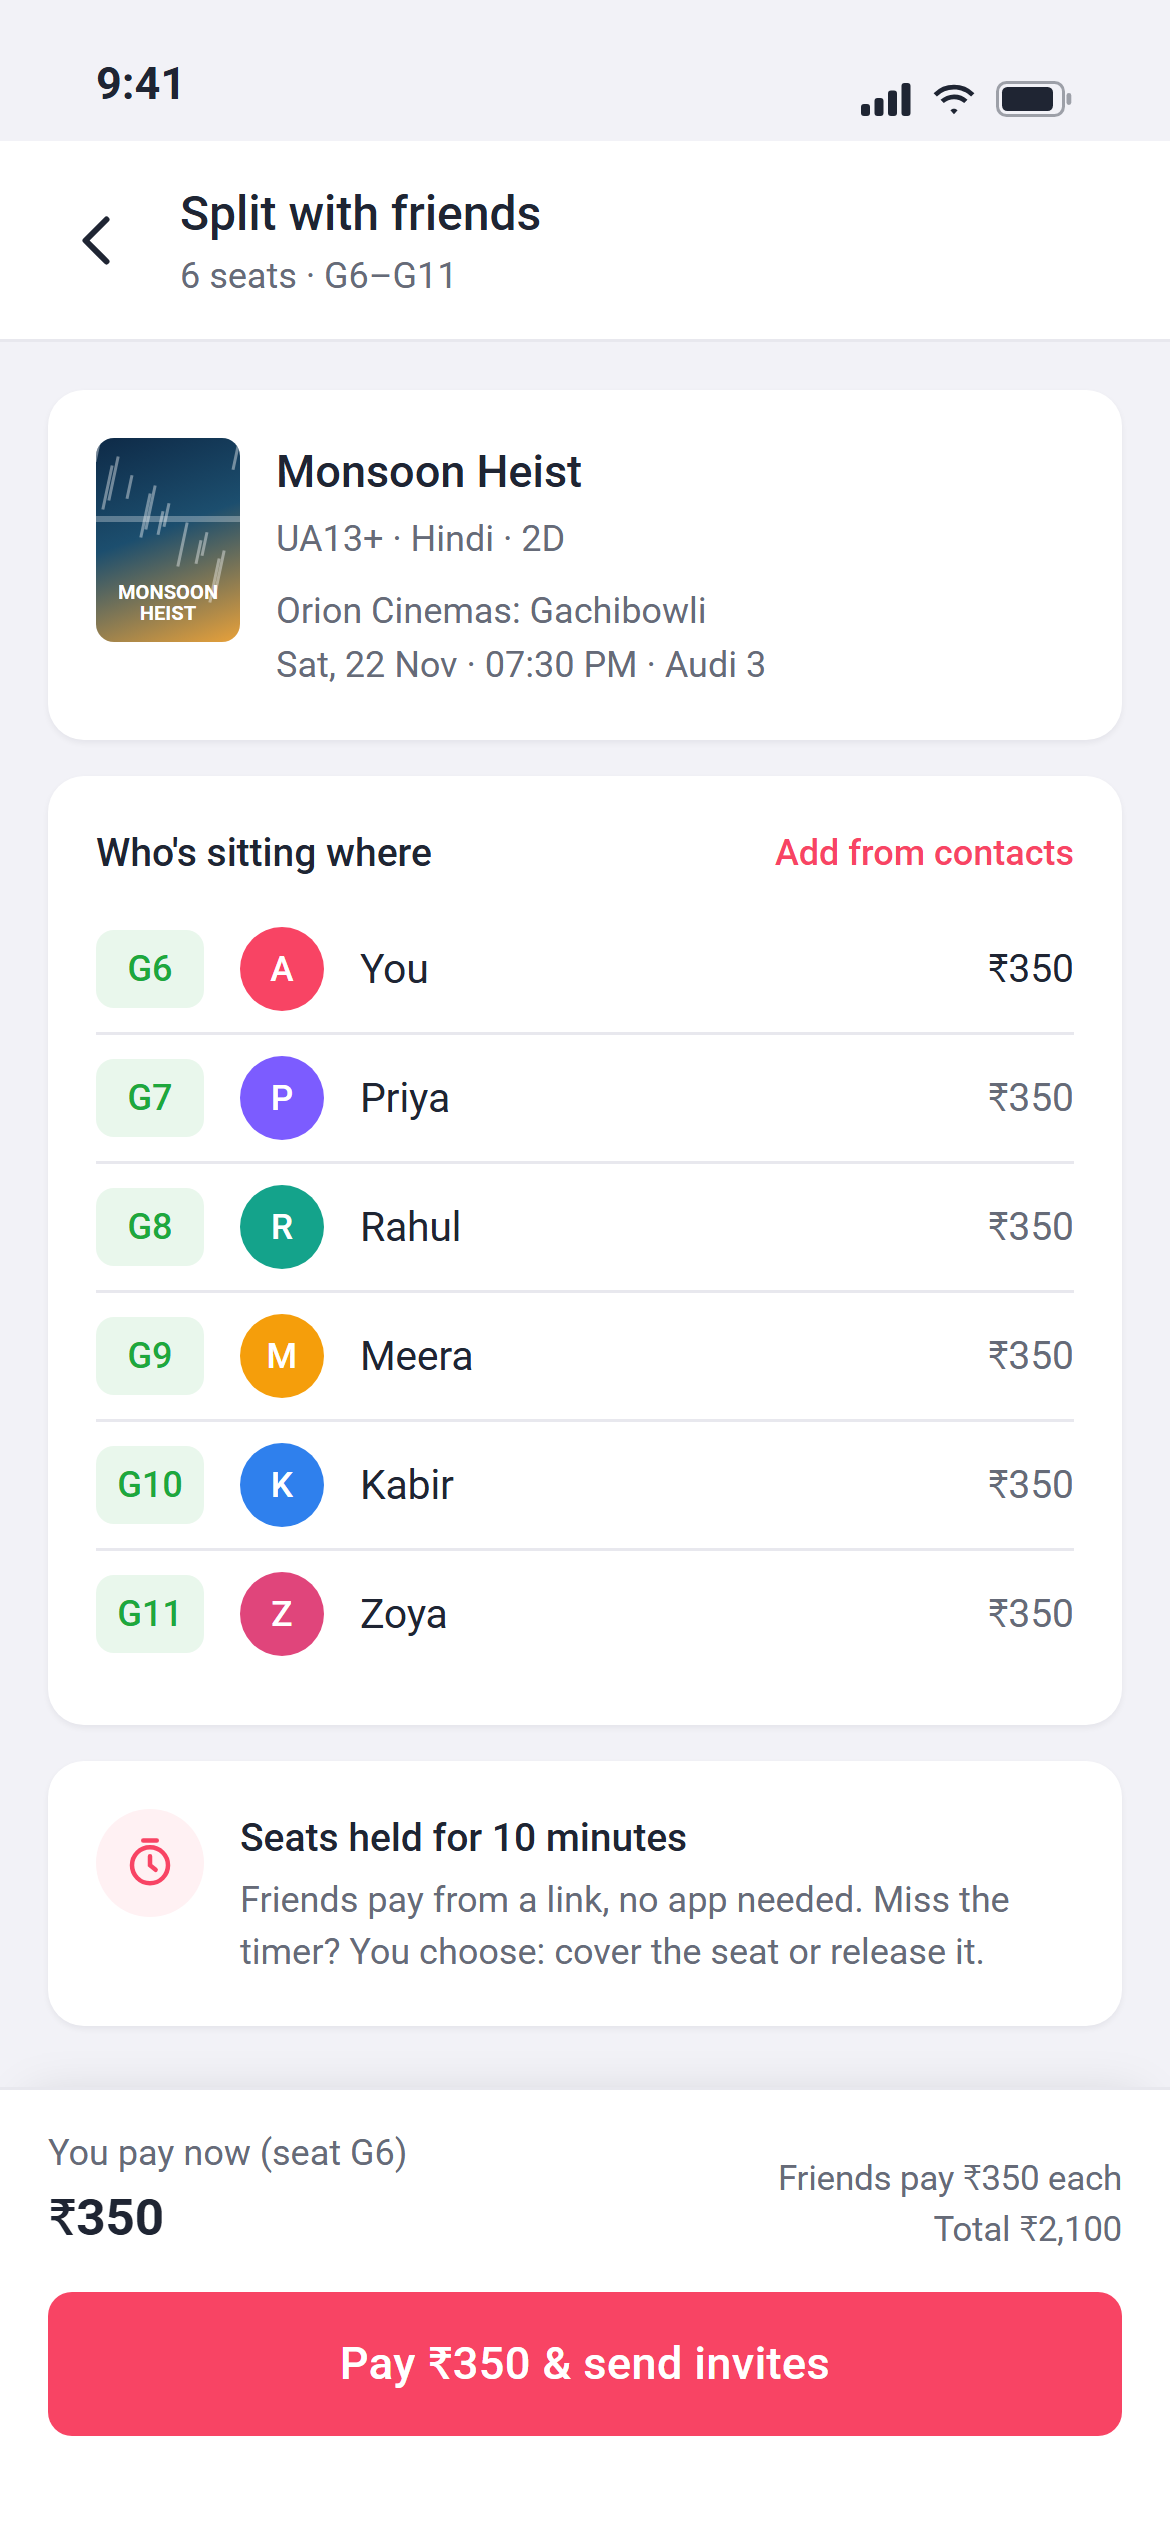 9:41
Split with friends
6 seats · G6–G11
MONSOON
HEIST
Monsoon Heist
UA13+ · Hindi · 2D
Orion Cinemas: Gachibowli
Sat, 22 Nov · 07:30 PM · Audi 3
Who's sitting where
Add from contacts
G6 A You ₹350
G7 P Priya ₹350
G8 R Rahul ₹350
G9 M Meera ₹350
G10 K Kabir ₹350
G11 Z Zoya ₹350
Seats held for 10 minutes
Friends pay from a link, no app needed. Miss the
timer? You choose: cover the seat or release it.
You pay now (seat G6)
₹350
Friends pay ₹350 each
Total ₹2,100
Pay ₹350 & send invites